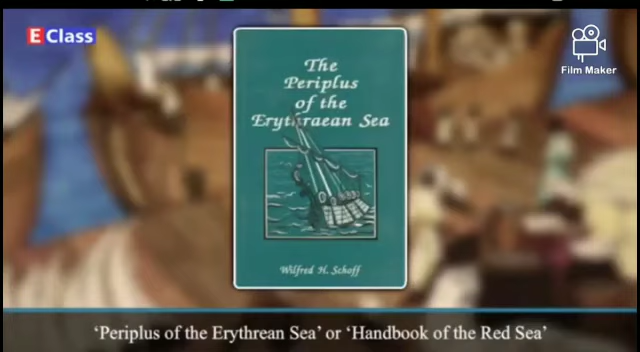 E Class
Film Maker
The
Periplus
of the
Erythraean Sea
Wilfred H. Schoff
‘Periplus of the Erythrean Sea’ or ‘Handbook of the Red Sea’